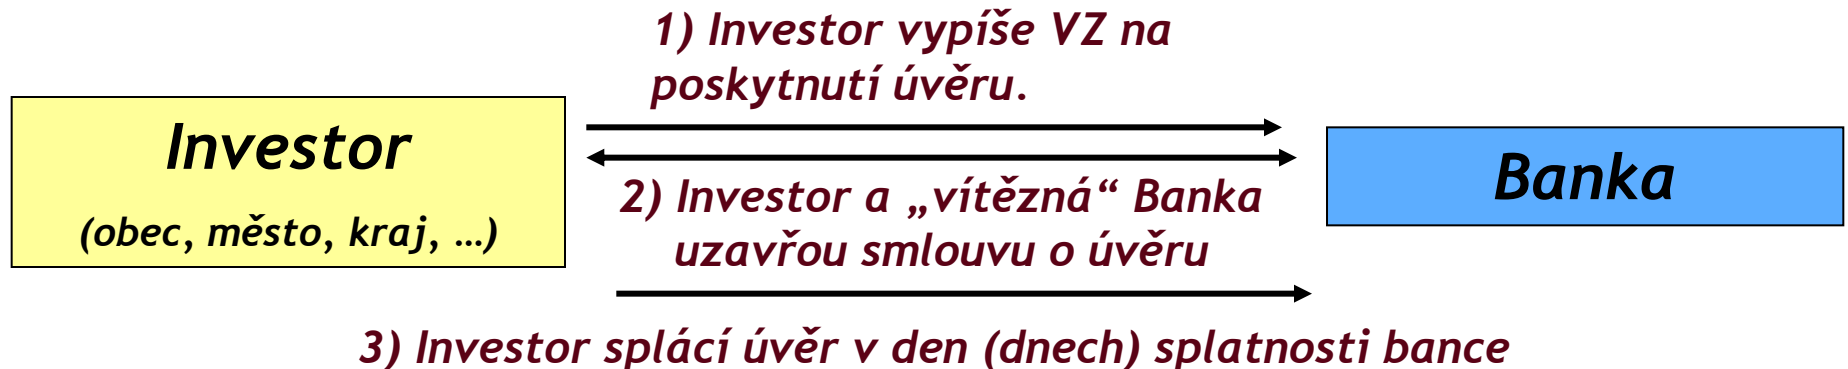 1) Investor vypíše VZ na
poskytnutí úvěru.
Investor
(obec, město, kraj, …)
Banka
2) Investor a „vítězná“ Banka
uzavřou smlouvu o úvěru
3) Investor splácí úvěr v den (dnech) splatnosti bance